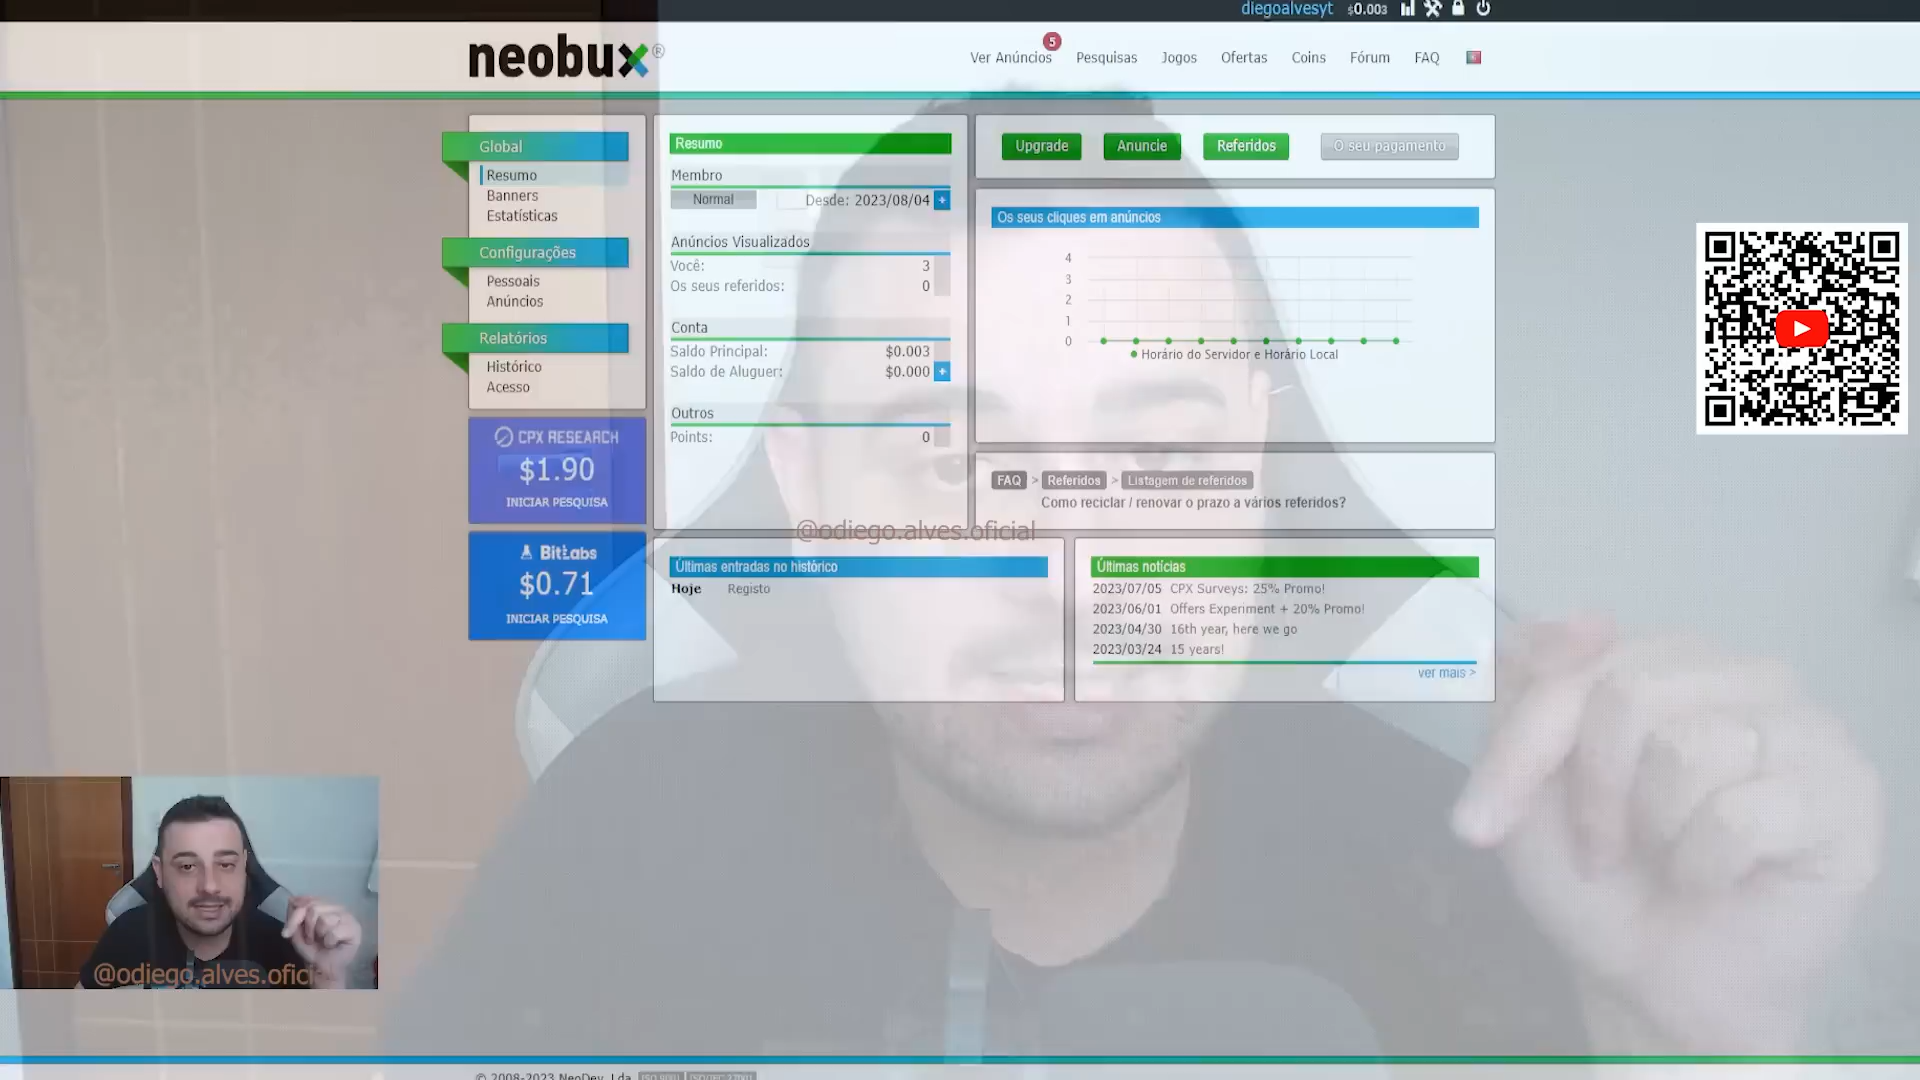 diegoalvesyt $0.003
neobux®
Ver Anúncios 5 Pesquisas Jogos Ofertas Coins Fórum FAQ
Global
Resumo
Banners
Estatísticas
Configurações
Pessoais
Anúncios
Relatórios
Histórico
Acesso
CPX RESEARCH
$1.90
INICIAR PESQUISA
BitLabs
$0.71
INICIAR PESQUISA
Resumo
Membro
Normal Desde: 2023/08/04 +
Anúncios Visualizados
Você: 3
Os seus referidos: 0
Conta
Saldo Principal: $0.003
Saldo de Aluguer: $0.000 +
Outros
Points: 0
Upgrade Anuncie Referidos O seu pagamento
Os seus cliques em anúncios
4
3
2
1
0
Horário do Servidor e Horário Local
FAQ > Referidos > Listagem de referidos
Como reciclar / renovar o prazo a vários referidos?
@odiego.alves.oficial
Últimas entradas no histórico
Hoje Registo
Últimas notícias
2023/07/05 CPX Surveys: 25% Promo!
2023/06/01 Offers Experiment + 20% Promo!
2023/04/30 16th year, here we go
2023/03/24 15 years!
ver mais >
@odiego.alves.ofici
© 2008-2023 NeoDev, Lda